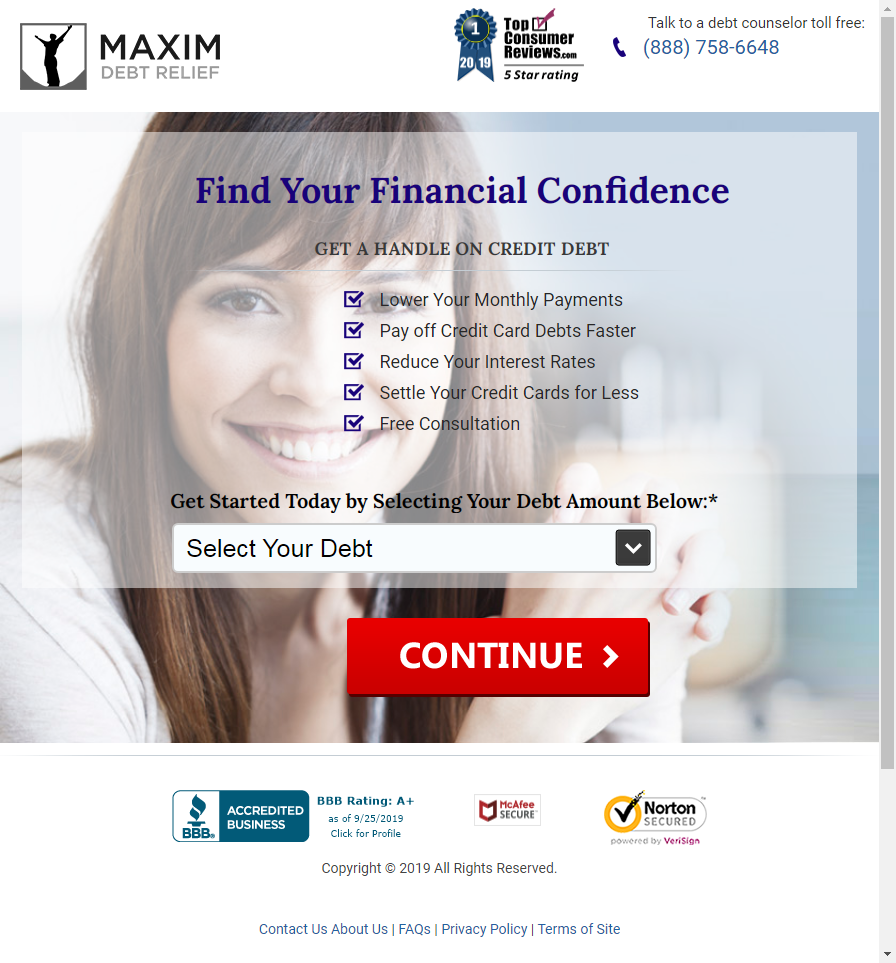 MAXIM
DEBT RELIEF
1
20 19
Top
Consumer
Reviews.com
5 Star rating
Talk to a debt counselor toll free:
(888) 758-6648
Find Your Financial Confidence
GET A HANDLE ON CREDIT DEBT
Lower Your Monthly Payments
Pay off Credit Card Debts Faster
Reduce Your Interest Rates
Settle Your Credit Cards for Less
Free Consultation
Get Started Today by Selecting Your Debt Amount Below:*
Select Your Debt
CONTINUE
BBB.
ACCREDITED
BUSINESS
BBB Rating: A+
as of 9/25/2019
Click for Profile
McAfee
SECURE™
Norton™
SECURED
powered by VeriSign
Copyright © 2019 All Rights Reserved.
Contact Us About Us | FAQs | Privacy Policy | Terms of Site